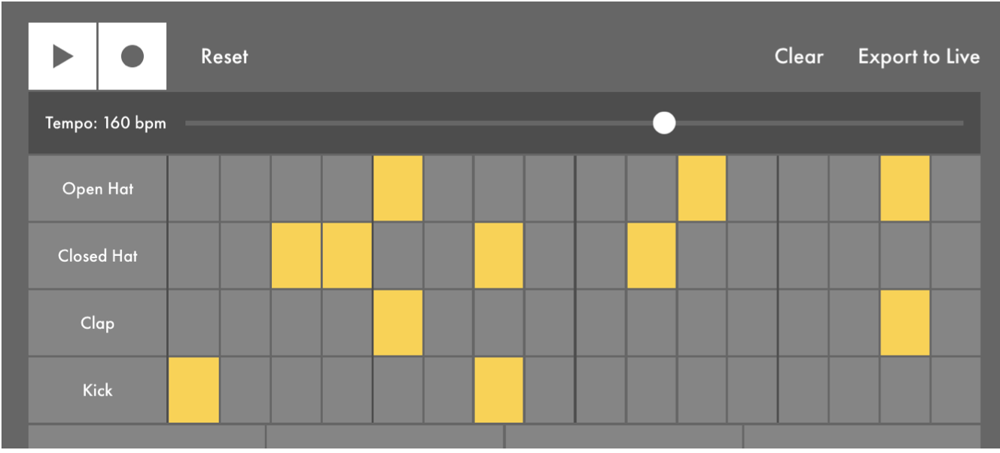 Reset
Clear
Export to Live
Tempo: 160 bpm
Open Hat
Closed Hat
Clap
Kick